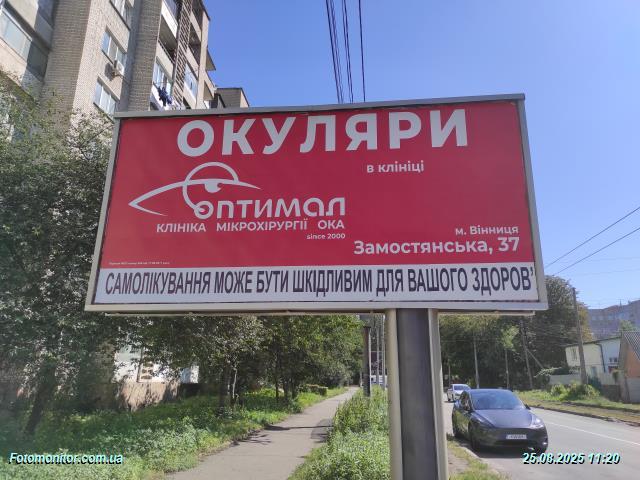 ОКУЛЯРИ
в клініці
оптимал
КЛІНІКА МІКРОХІРУРГІЇ ОКА
since 2000
м. Вінниця
Замостянська, 37
САМОЛІКУВАННЯ МОЖЕ БУТИ ШКІДЛИВИМ ДЛЯ ВАШОГО ЗДОРОВ'
Fotomonitor.com.ua
25.08.2025 11:20